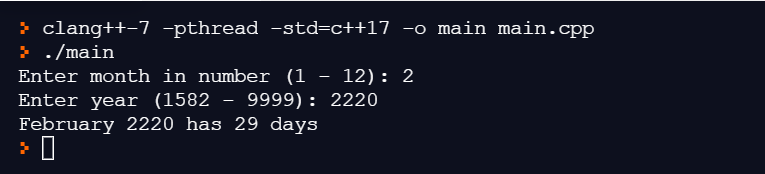 > clang++-7 -pthread -std=c++17 -o main main.cpp
> ./main
Enter month in number (1 - 12): 2
Enter year (1582 - 9999): 2220
February 2220 has 29 days
>